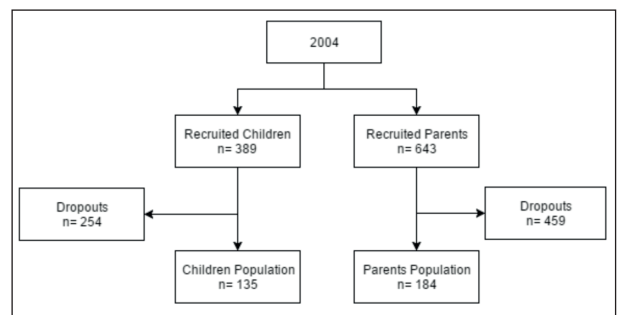 2004
Recruited Children
n= 389
Recruited Parents
n= 643
Dropouts
n= 254
Dropouts
n= 459
Children Population
n= 135
Parents Population
n= 184